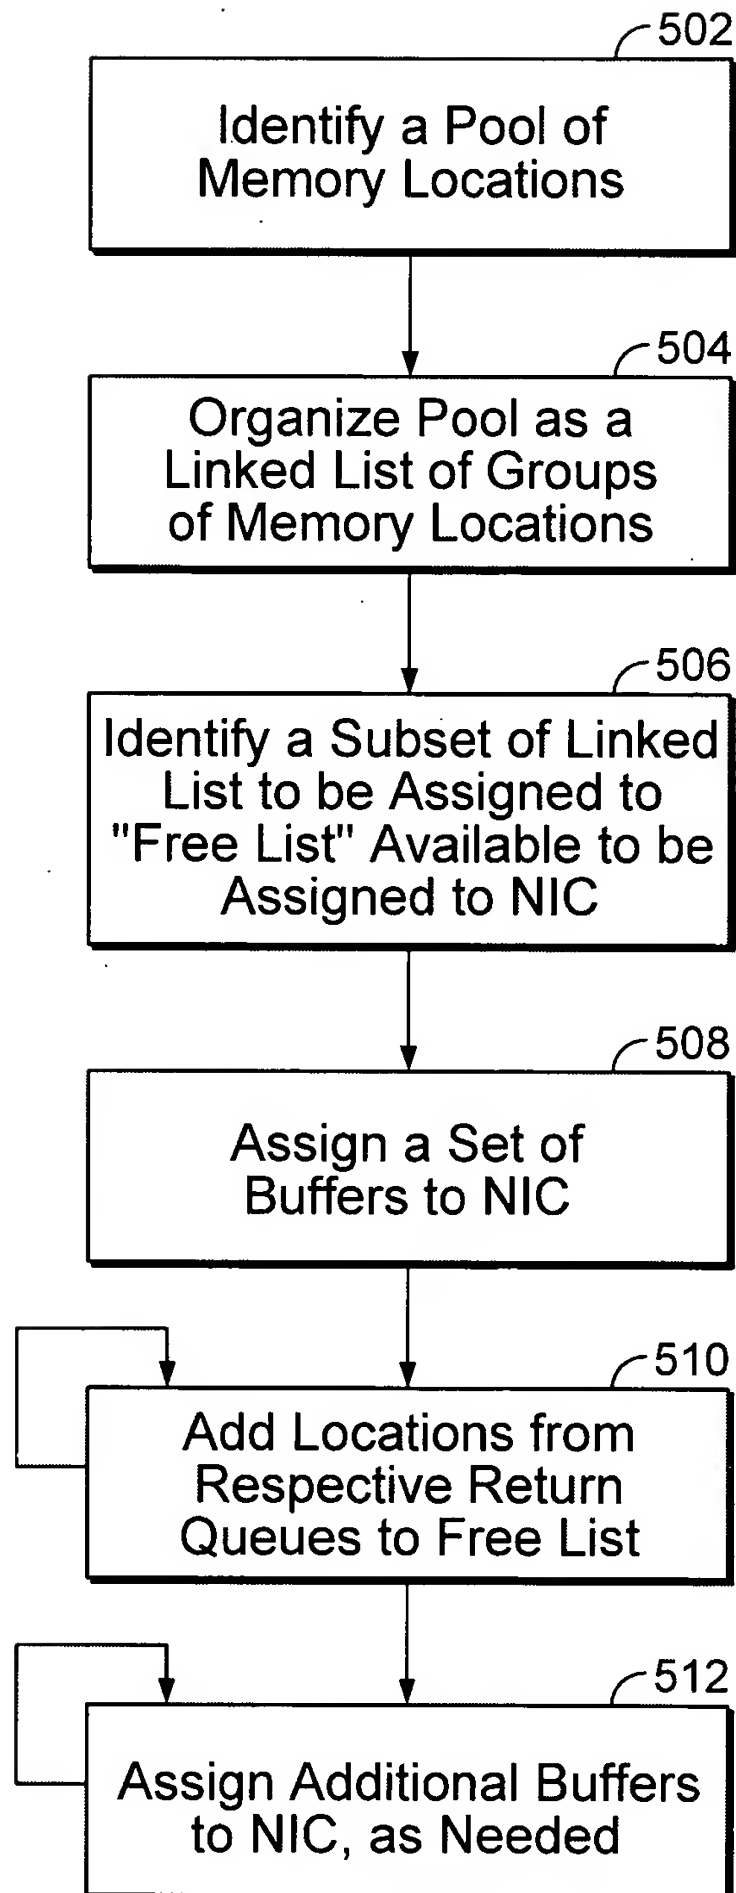 502
Identify a Pool of
Memory Locations
504
Organize Pool as a
Linked List of Groups
of Memory Locations
506
Identify a Subset of Linked
List to be Assigned to
"Free List" Available to be
Assigned to NIC
508
Assign a Set of
Buffers to NIC
510
Add Locations from
Respective Return
Queues to Free List
512
Assign Additional Buffers
to NIC, as Needed